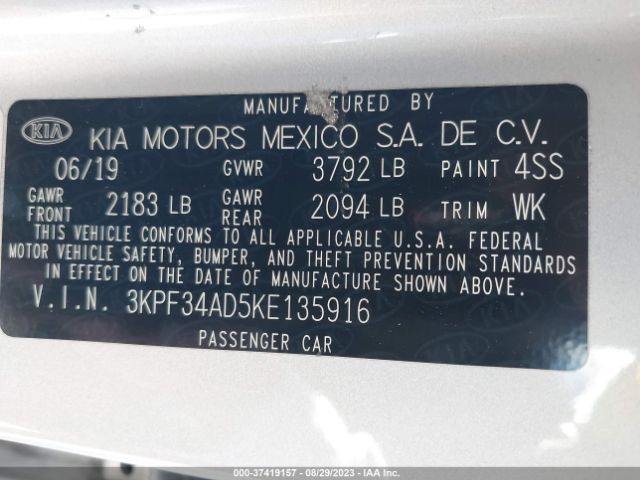 MANUFACTURED BY
KIA KIA MOTORS MEXICO S.A. DE C.V.
06/19 GVWR 3792 LB PAINT 4SS
GAWR FRONT 2183 LB GAWR REAR 2094 LB TRIM WK
THIS VEHICLE CONFORMS TO ALL APPLICABLE U.S.A. FEDERAL
MOTOR VEHICLE SAFETY, BUMPER, AND THEFT PREVENTION STANDARDS
IN EFFECT ON THE DATE OF MANUFACTURE SHOWN ABOVE.
V.I.N. 3KPF34AD5KE135916
PASSENGER CAR
© - 37419157 - 08/29/2023 - IAA Inc.